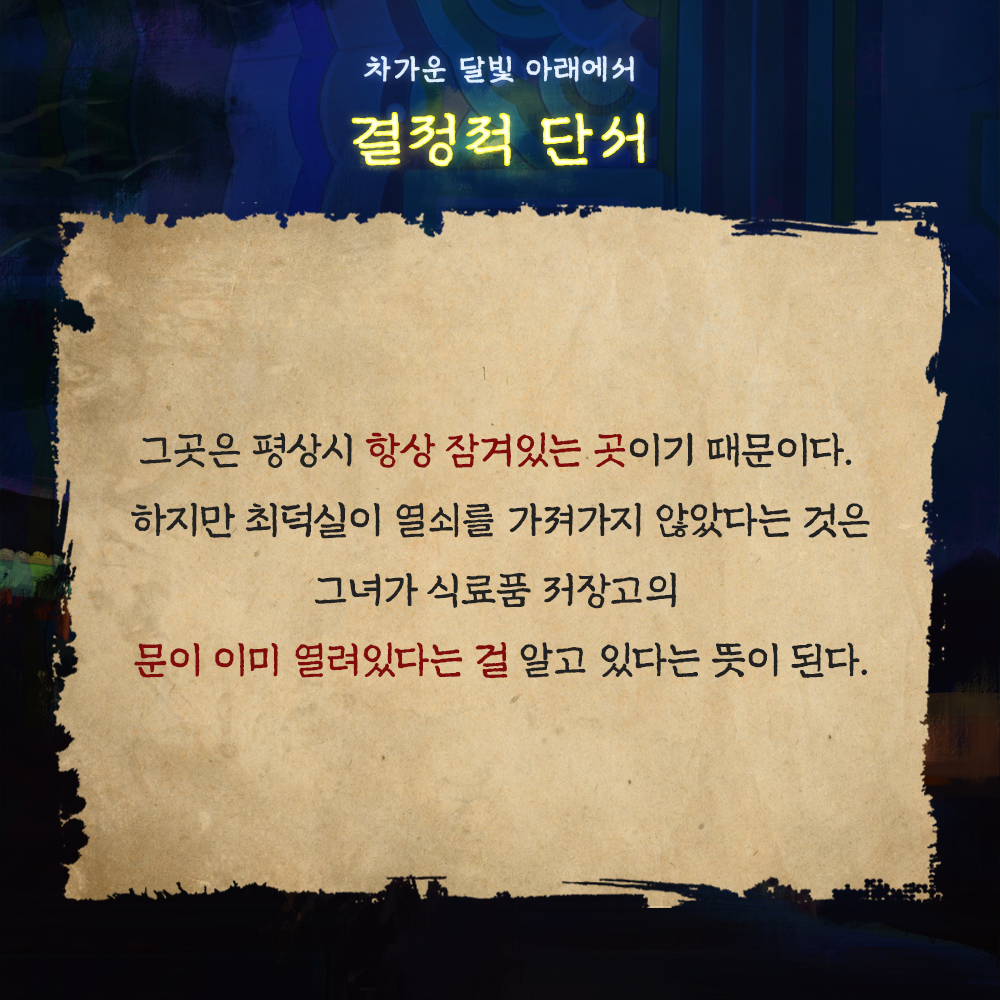 차가운 달빛 아래에서
결정적 단서
그곳은 평상시 항상 잠겨있는 곳이기 때문이다.
하지만 최덕실이 열쇠를 가져가지 않았다는 것은
그녀가 식료품 저장고의
문이 이미 열려있다는 걸 알고 있다는 뜻이 된다.